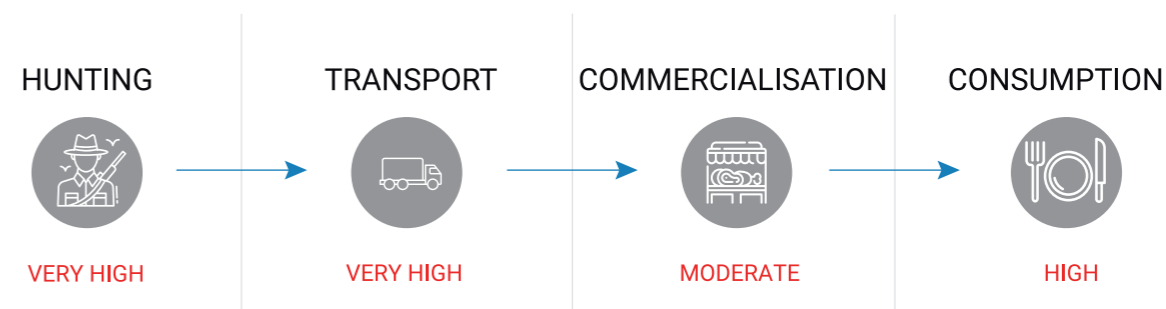 HUNTING
TRANSPORT
COMMERCIALISATION
CONSUMPTION
VERY HIGH
VERY HIGH
MODERATE
HIGH